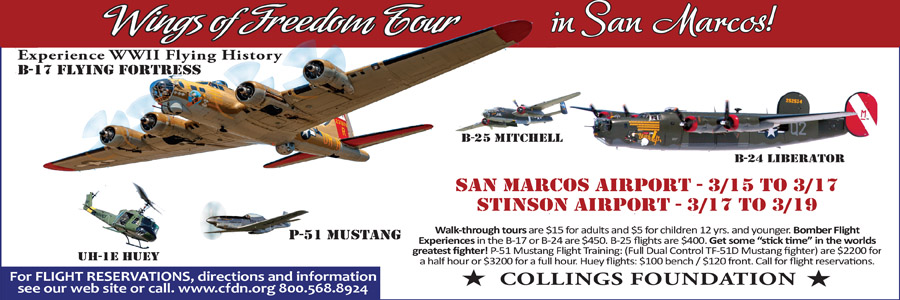 Wings of Freedom Tour in San Marcos!
Experience WWII Flying History
B-17 FLYING FORTRESS
B-25 MITCHELL
B-24 LIBERATOR
UH-1E HUEY
P-51 MUSTANG
SAN MARCOS AIRPORT - 3/15 TO 3/17
STINSON AIRPORT - 3/17 TO 3/19
Walk-through tours are $15 for adults and $5 for children 12 yrs. and younger. Bomber Flight
Experiences in the B-17 or B-24 are $450. B-25 flights are $400. Get some “stick time” in the worlds
greatest fighter! P-51 Mustang Flight Training: (Full Dual Control TF-51D Mustang fighter) are $2200 for
a half hour or $3200 for a full hour. Huey flights: $100 bench / $120 front. Call for flight reservations.
★ COLLINGS FOUNDATION ★
For FLIGHT RESERVATIONS, directions and information
see our web site or call. www.cfdn.org 800.568.8924
Q2